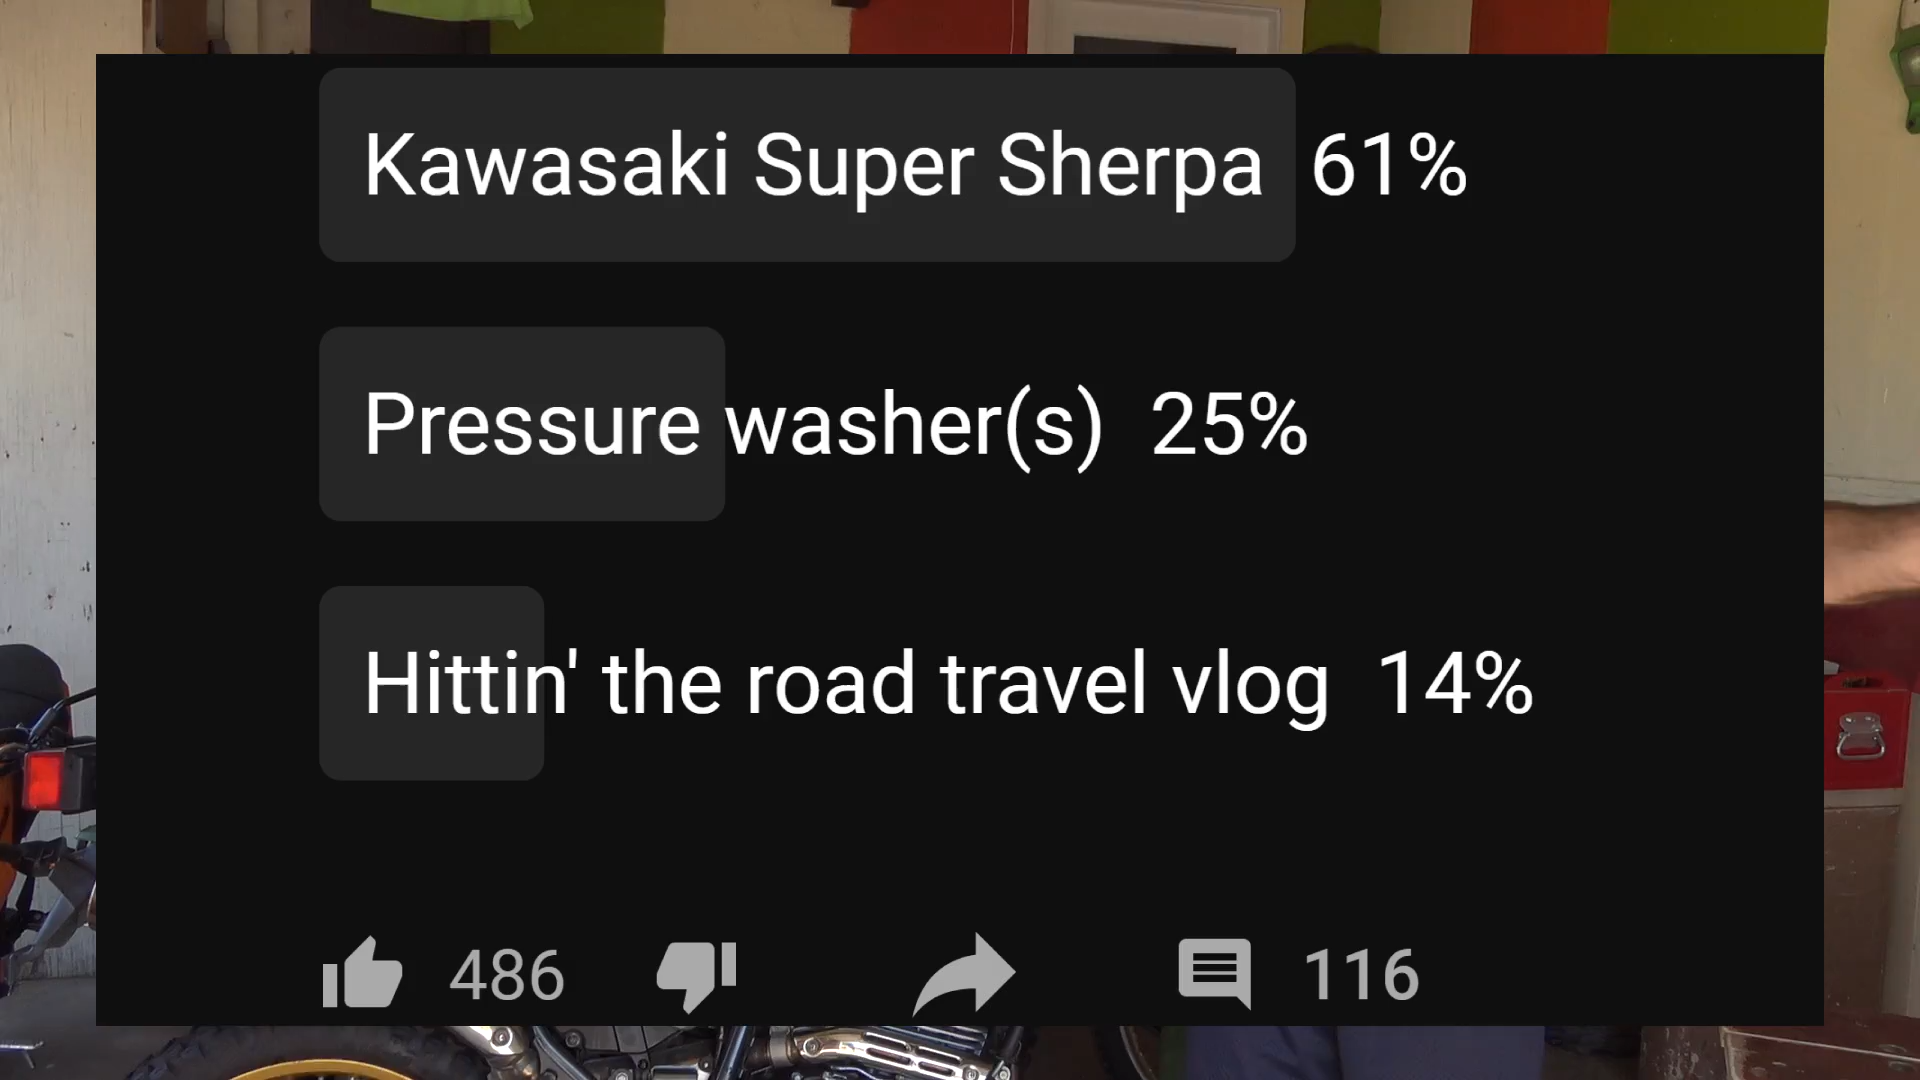 Kawasaki Super Sherpa 61%
Pressure washer(s) 25%
Hittin' the road travel vlog 14%
486 116